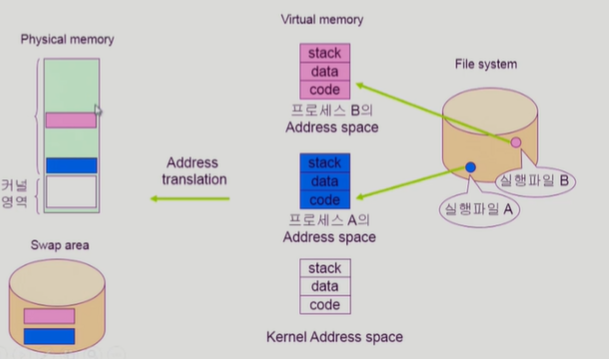 Virtual memory
Physical memory
stack
data
code
프로세스 B의
Address space
File system
실행파일 B
실행파일 A
Address
translation
stack
data
code
프로세스 A의
Address space
커널
영역
Swap area
stack
data
code
Kernel Address space